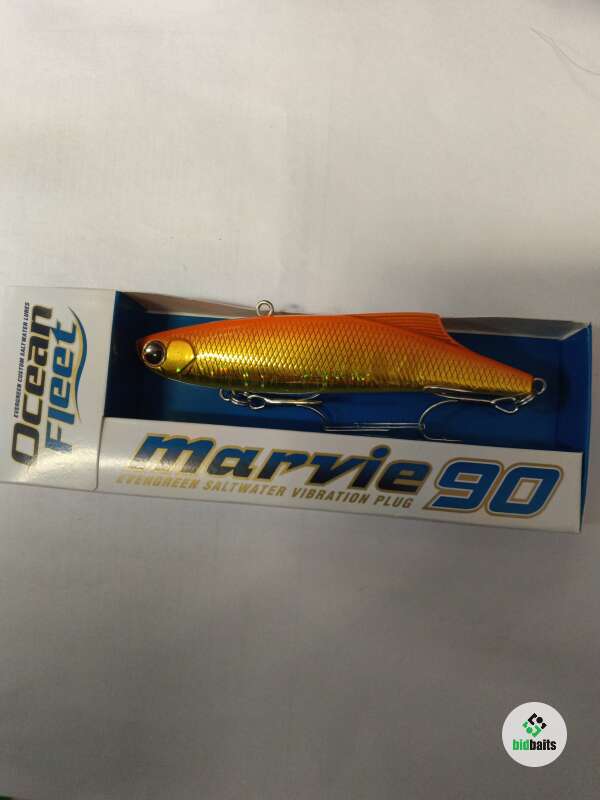 EVERGREEN CUSTOM SALTWATER LURES
Ocean
Fleet
marvie 90
EVERGREEN SALTWATER VIBRATION PLUG
bidbaits